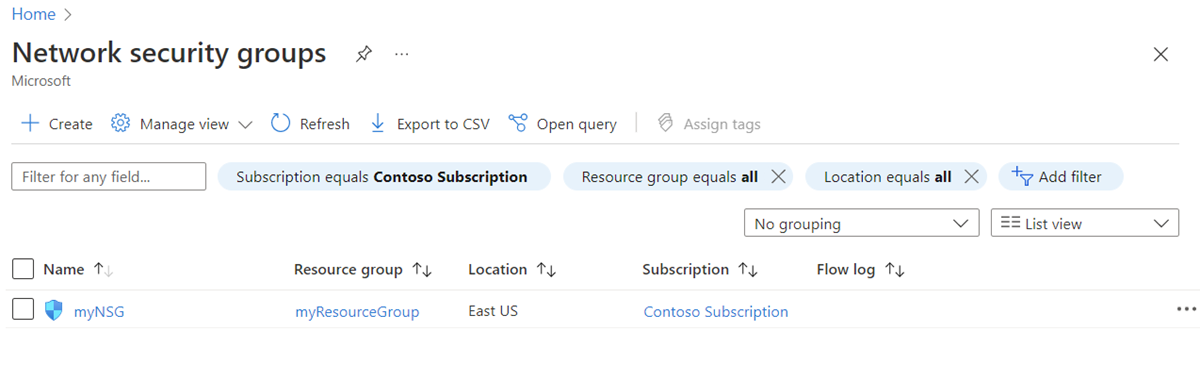 Home
Network security groups
Microsoft
Create Manage view Refresh Export to CSV Open query Assign tags
Filter for any field... Subscription equals Contoso Subscription Resource group equals all Location equals all Add filter
No grouping List view
Name Resource group Location Subscription Flow log
myNSG myResourceGroup East US Contoso Subscription